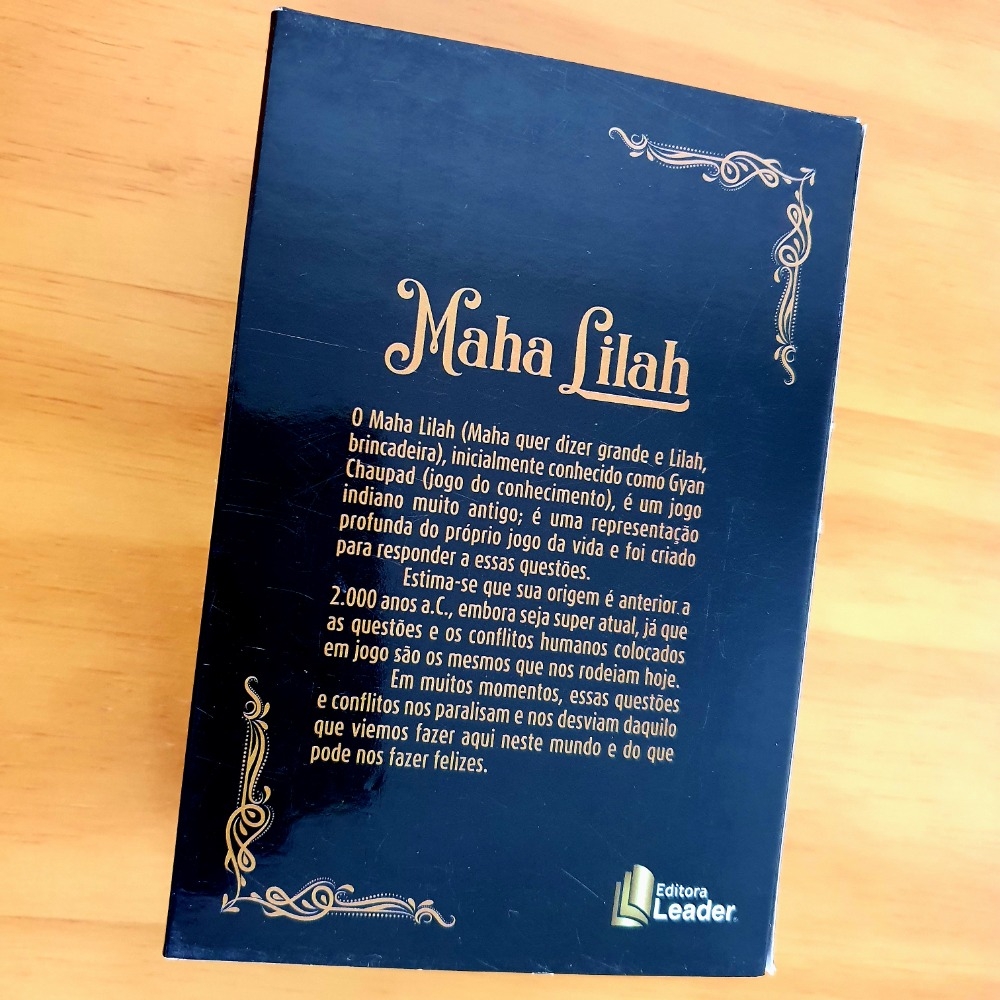 Maha Lilah
O Maha Lilah (Maha quer dizer grande e Lilah,
brincadeira), inicialmente conhecido como Gyan
Chaupad (jogo do conhecimento), é um jogo
indiano muito antigo; é uma representação
profunda do próprio jogo da vida e foi criado
para responder a essas questões.
Estima-se que sua origem é anterior a
2.000 anos a.C., embora seja super atual, já que
as questões e os conflitos humanos colocados
em jogo são os mesmos que nos rodeiam hoje.
Em muitos momentos, essas questões
e conflitos nos paralisam e nos desviam daquilo
que viemos fazer aqui neste mundo e do que
pode nos fazer felizes.
Editora
Leader